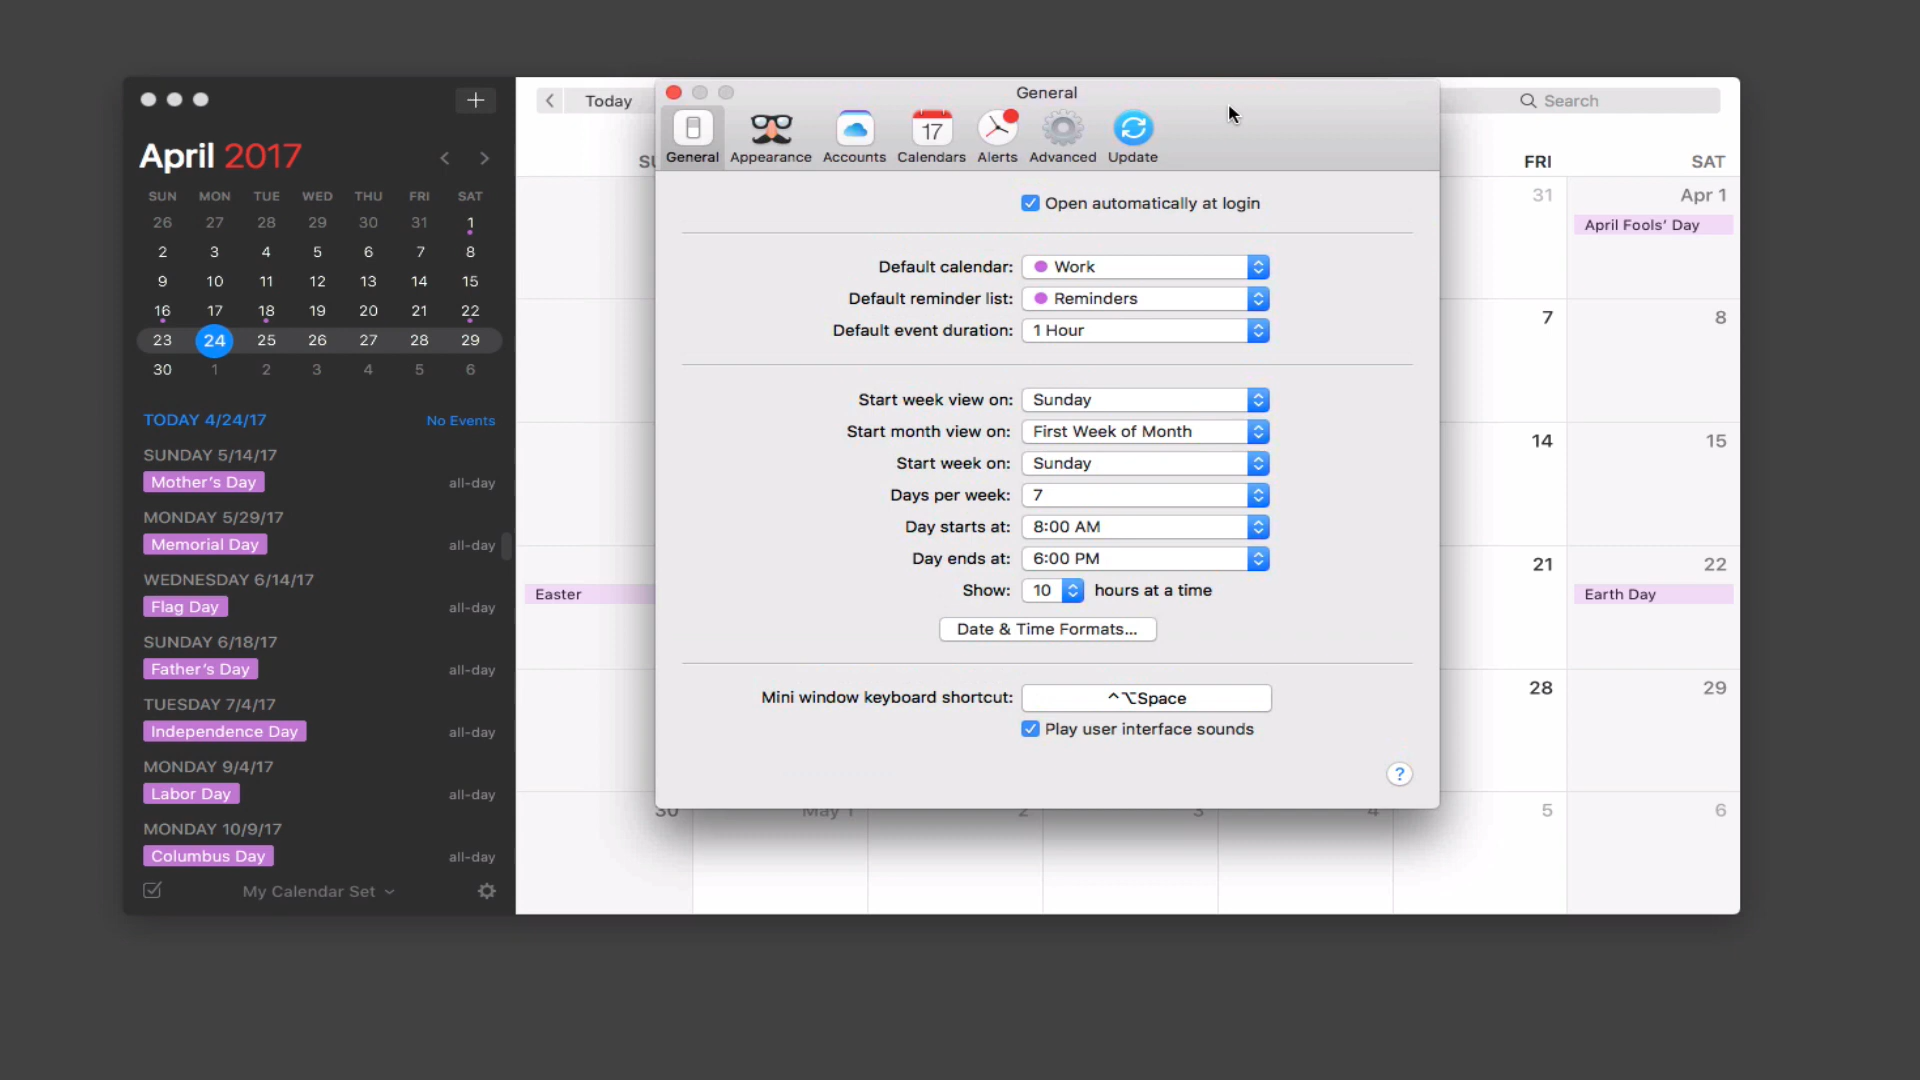 April 2017
SUN MON TUE WED THU FRI SAT
26 27 28 29 30 31 1
2 3 4 5 6 7 8
9 10 11 12 13 14 15
16 17 18 19 20 21 22
23 24 25 26 27 28 29
30 1 2 3 4 5 6
TODAY 4/24/17 No Events
SUNDAY 5/14/17
Mother's Day all-day
MONDAY 5/29/17
Memorial Day all-day
WEDNESDAY 6/14/17
Flag Day all-day
SUNDAY 6/18/17
Father's Day all-day
TUESDAY 7/4/17
Independence Day all-day
MONDAY 9/4/17
Labor Day all-day
MONDAY 10/9/17
Columbus Day all-day
My Calendar Set
Today
General
General Appearance Accounts 17 Calendars Alerts Advanced Update
Open automatically at login
Default calendar: Work
Default reminder list: Reminders
Default event duration: 1 Hour
Start week view on: Sunday
Start month view on: First Week of Month
Start week on: Sunday
Days per week: 7
Day starts at: 8:00 AM
Day ends at: 6:00 PM
Show: 10 hours at a time
Date & Time Formats...
Mini window keyboard shortcut: ^⌥Space
Play user interface sounds
?
Search
FRI SAT
31 Apr 1
April Fools' Day
7 8
14 15
21 22
Easter Earth Day
28 29
30 May 1 2 3 4 5 6